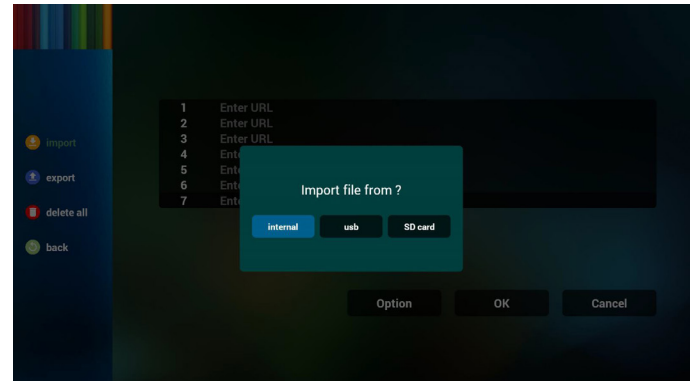 import
export
delete all
back
1 Enter URL
2 Enter URL
3 Enter URL
4
5
6
7
Import file from ?
internal usb SD card
Option OK Cancel